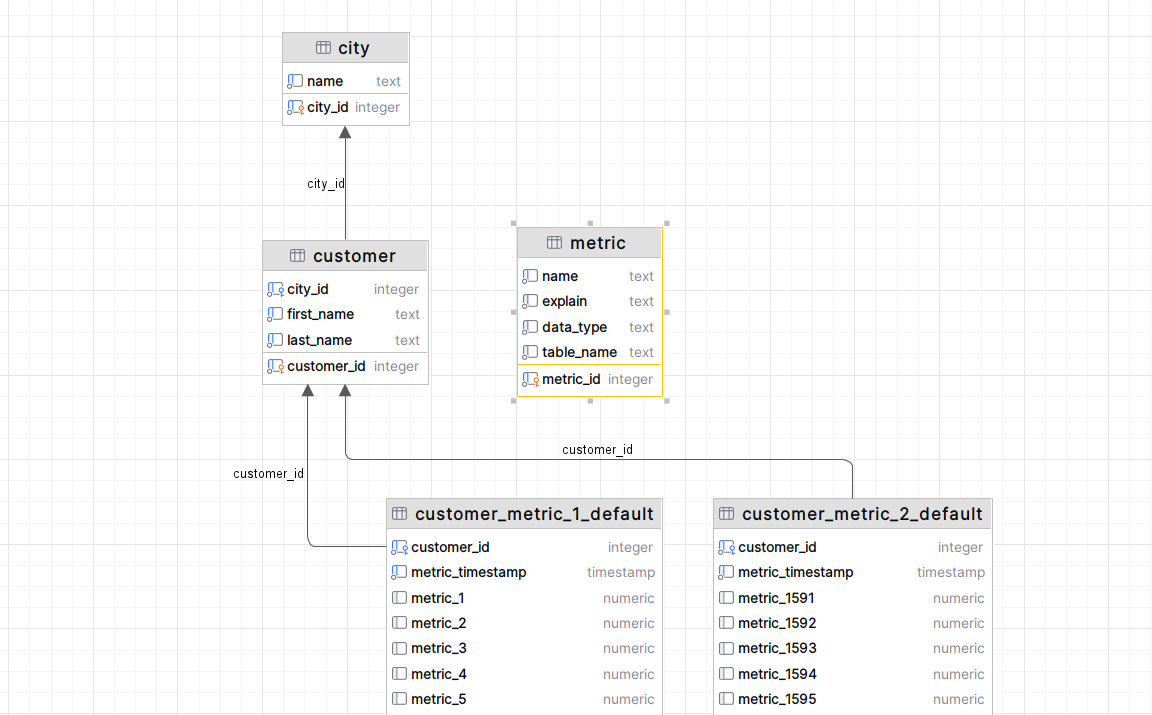 city
name text
city_id integer
city_id
customer
city_id integer
first_name text
last_name text
customer_id integer
metric
name text
explain text
data_type text
table_name text
metric_id integer
customer_id
customer_id
customer_metric_1_default
customer_id integer
metric_timestamp timestamp
metric_1 numeric
metric_2 numeric
metric_3 numeric
metric_4 numeric
metric_5 numeric
customer_metric_2_default
customer_id integer
metric_timestamp timestamp
metric_1591 numeric
metric_1592 numeric
metric_1593 numeric
metric_1594 numeric
metric_1595 numeric